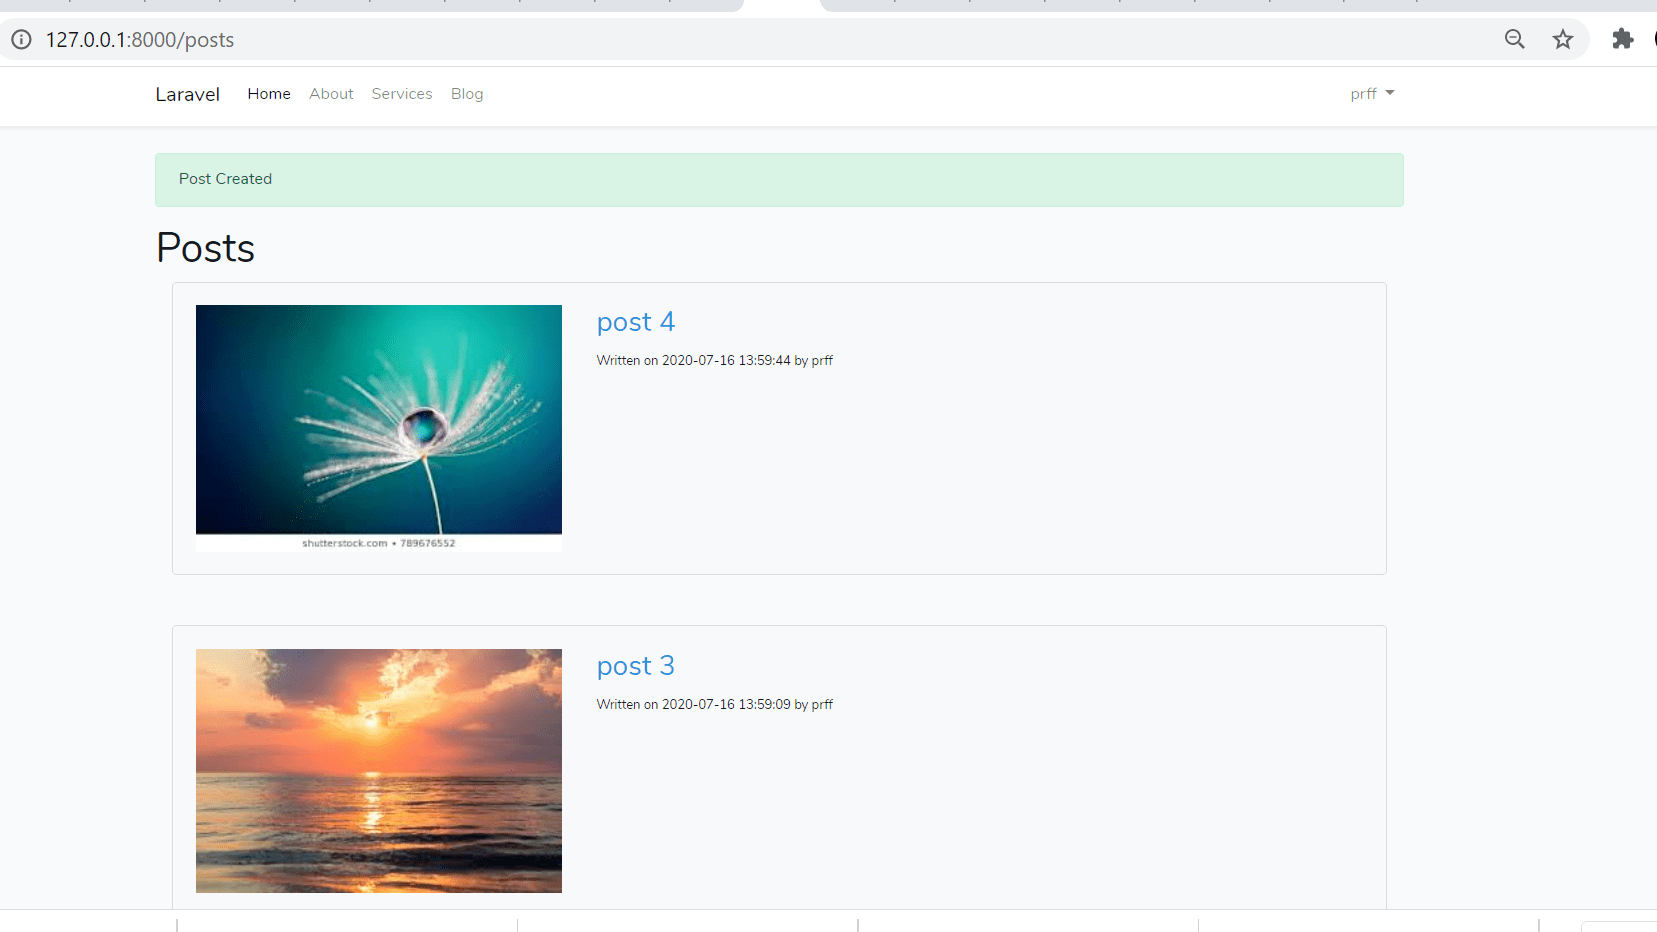 127.0.0.1:8000/posts
Laravel Home About Services Blog prff
Post Created
Posts
post 4
Written on 2020-07-16 13:59:44 by prff
shutterstock.com • 789676552
post 3
Written on 2020-07-16 13:59:09 by prff